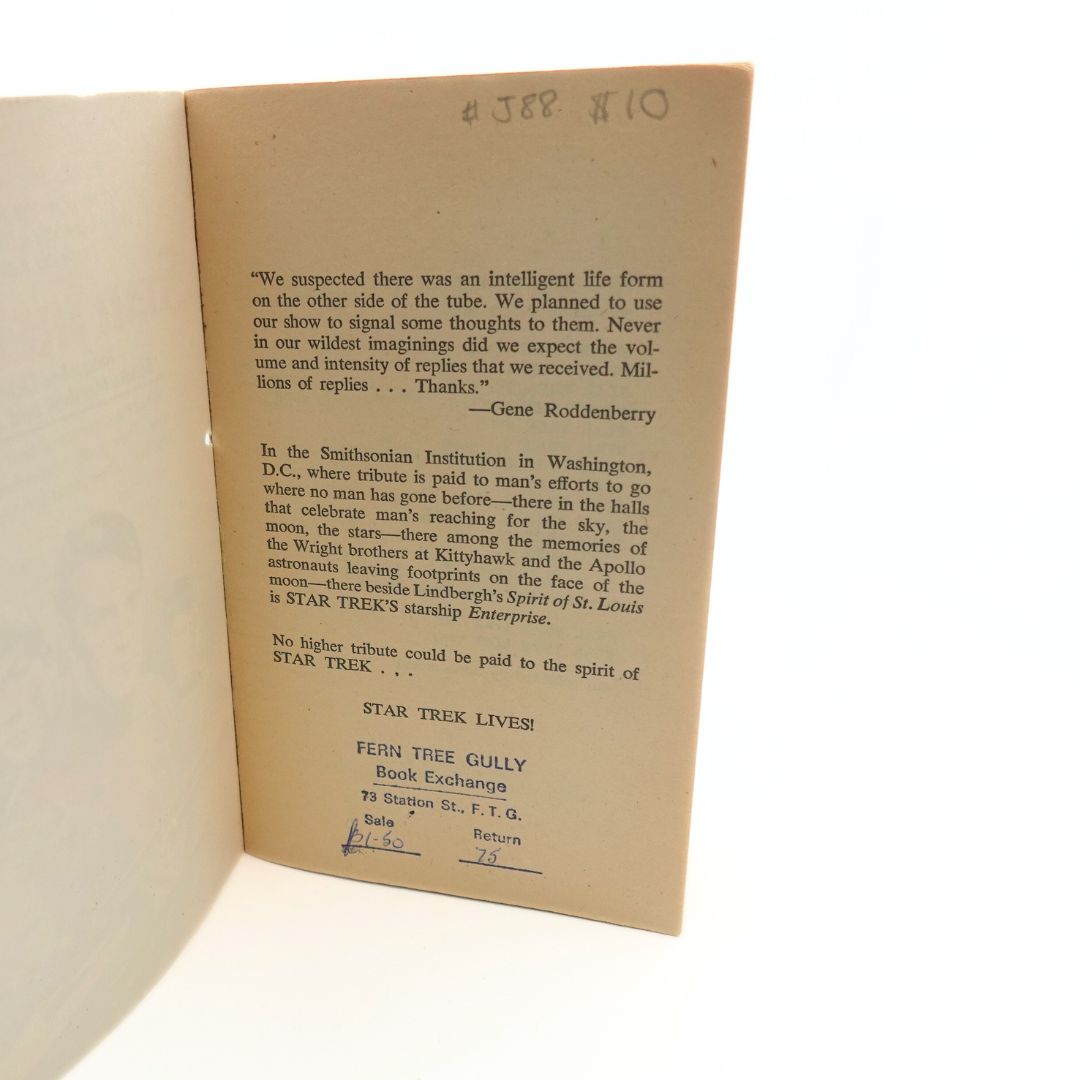 # J88 $10
“We suspected there was an intelligent life form
on the other side of the tube. We planned to use
our show to signal some thoughts to them. Never
in our wildest imaginings did we expect the vol-
ume and intensity of replies that we received. Mil-
lions of replies . . . Thanks.”
—Gene Roddenberry
In the Smithsonian Institution in Washington,
D.C., where tribute is paid to man’s efforts to go
where no man has gone before—there in the halls
that celebrate man’s reaching for the sky, the
moon, the stars—there among the memories of
the Wright brothers at Kittyhawk and the Apollo
astronauts leaving footprints on the face of the
moon—there beside Lindbergh’s Spirit of St. Louis
is STAR TREK’S starship Enterprise.
No higher tribute could be paid to the spirit of
STAR TREK . . .
STAR TREK LIVES!
FERN TREE GULLY
Book Exchange
73 Station St., F. T. G.
Sale Return
$1-50 75